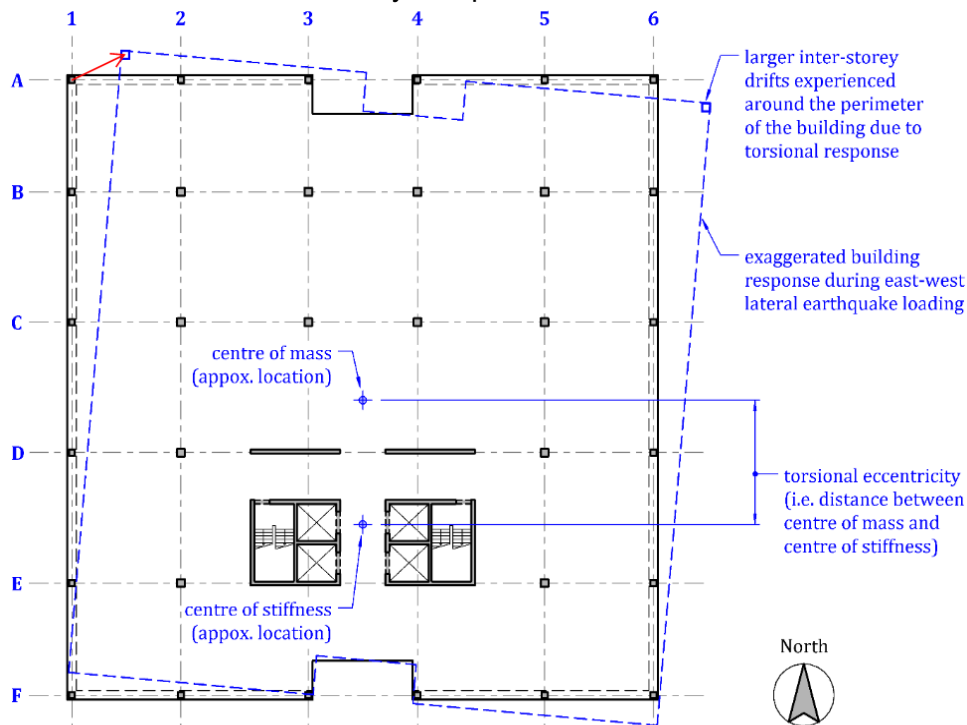 1 2 3 4 5 6
A
larger inter-storey
drifts experienced
around the perimeter
of the building due to
torsional response
B
exaggerated building
response during east-west
lateral earthquake loading
C
centre of mass
(appox. location)
D
torsional eccentricity
(i.e. distance between
centre of mass and
centre of stiffness)
E
centre of stiffness
(appox. location)
North
F